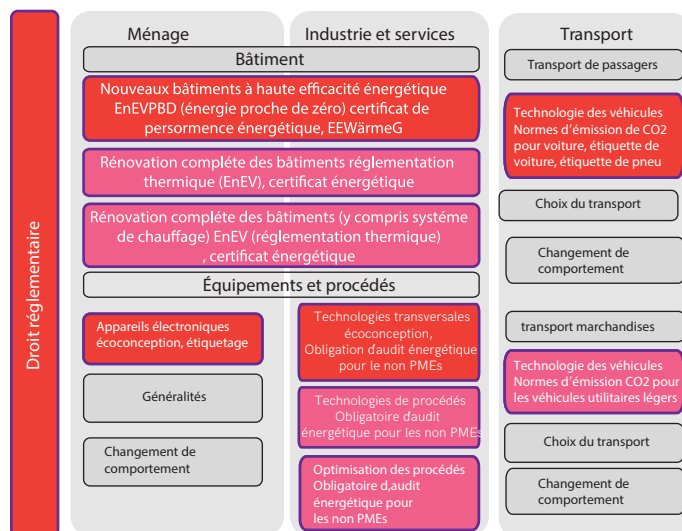 Droit réglementaire
Ménage
Industrie et services
Bâtiment
Nouveaux bâtiments à haute efficacité énergétique
EnEVPBD (énergie proche de zéro) certificat de
persormence énergétique, EEWärmeG
Rénovation compléte des bâtiments réglementation
thermique (EnEV), certificat énergétique
Rénovation compléte des bâtiments (y compris systéme
de chauffage) EnEV (réglementation thermique)
, certificat énergétique
Équipements et procédés
Appareils électroniques
écoconception, étiquetage
Généralités
Changement de
comportement
Technologies transversales
écoconception,
Obligation d'audit énergétique
pour le non PMEs
Technologies de procédés
Obligatoire d'audit
énergétique pour les non PMEs
Optimisation des procédés
Obligatoire d,audit
énergétique pour
les non PMEs
Transport
Transport de passagers
Technologie des véhicules
Normes d'émission de CO2
pour voiture, étiquette de
voiture, étiquette de pneu
Choix du transport
Changement de
comportement
transport marchandises
Technologie des véhicules
Normes d'émission CO2 pour
les véhicules utilitaires légers
Choix du transport
Changement de
comportement